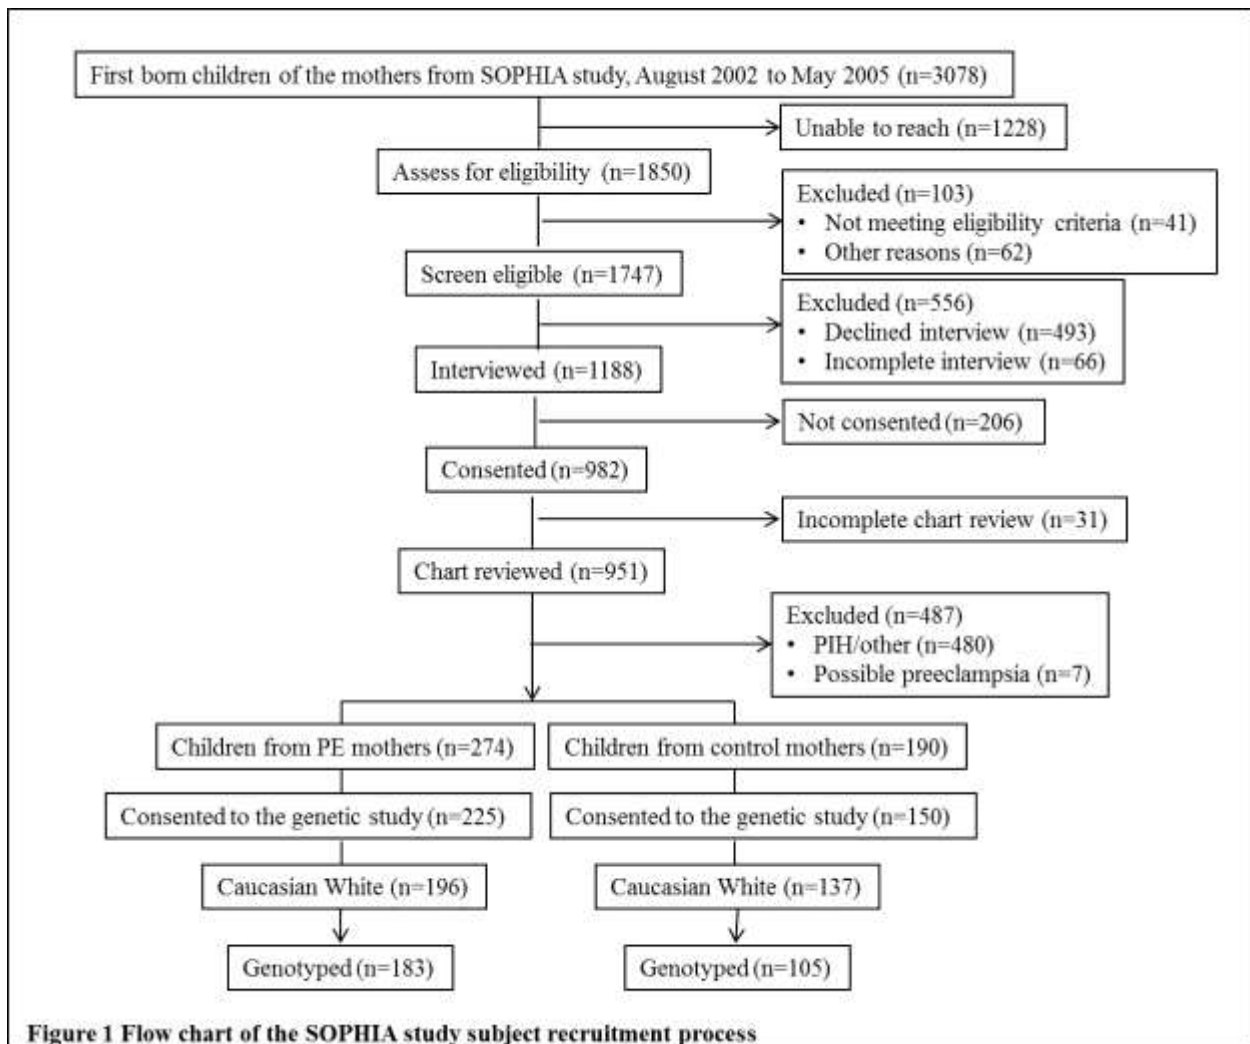 First born children of the mothers from SOPHIA study, August 2002 to May 2005 (n=3078)
Unable to reach (n=1228)
Assess for eligibility (n=1850)
Excluded (n=103)
• Not meeting eligibility criteria (n=41)
• Other reasons (n=62)
Screen eligible (n=1747)
Excluded (n=556)
• Declined interview (n=493)
• Incomplete interview (n=66)
Interviewed (n=1188)
Not consented (n=206)
Consented (n=982)
Incomplete chart review (n=31)
Chart reviewed (n=951)
Excluded (n=487)
• PIH/other (n=480)
• Possible preeclampsia (n=7)
Children from PE mothers (n=274)
Children from control mothers (n=190)
Consented to the genetic study (n=225)
Consented to the genetic study (n=150)
Caucasian White (n=196)
Caucasian White (n=137)
Genotyped (n=183)
Genotyped (n=105)
Figure 1 Flow chart of the SOPHIA study subject recruitment process